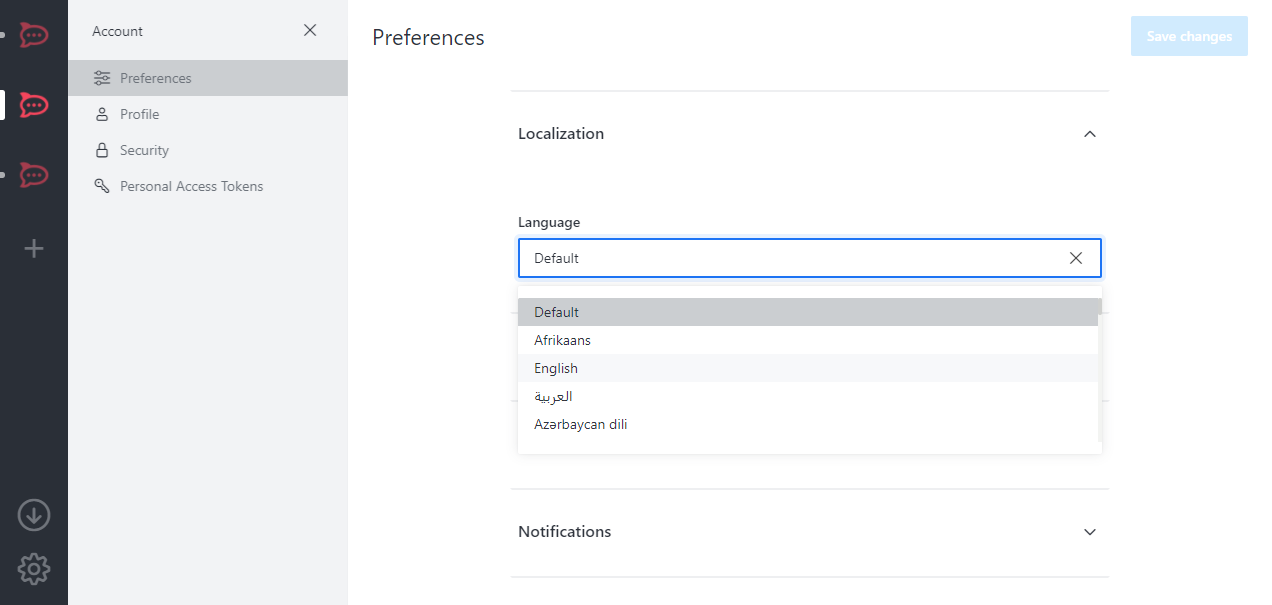 Account
Preferences
Profile
Security
Personal Access Tokens
Preferences
Save changes
Localization
Language
Default
Default
Afrikaans
English
العربية
Azərbaycan dili
Notifications